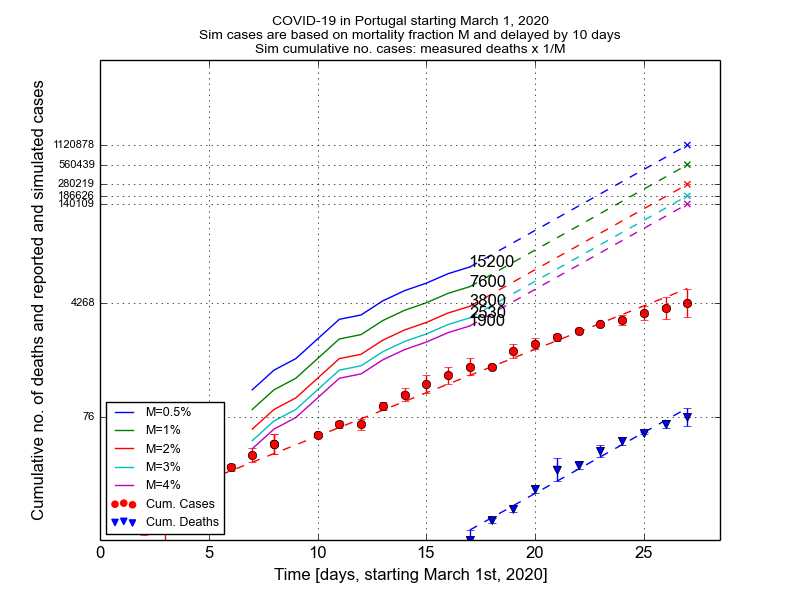 COVID-19 in Portugal starting March 1, 2020
Sim cases are based on mortality fraction M and delayed by 10 days
Sim cumulative no. cases: measured deaths x 1/M
Cumulative no. of deaths and reported and simulated cases
1120878
560439
280219
186626
140109
4268
76
15200
7600
3800
2530
1900
M=0.5%
M=1%
M=2%
M=3%
M=4%
Cum. Cases
Cum. Deaths
0 5 10 15 20 25
Time [days, starting March 1st, 2020]